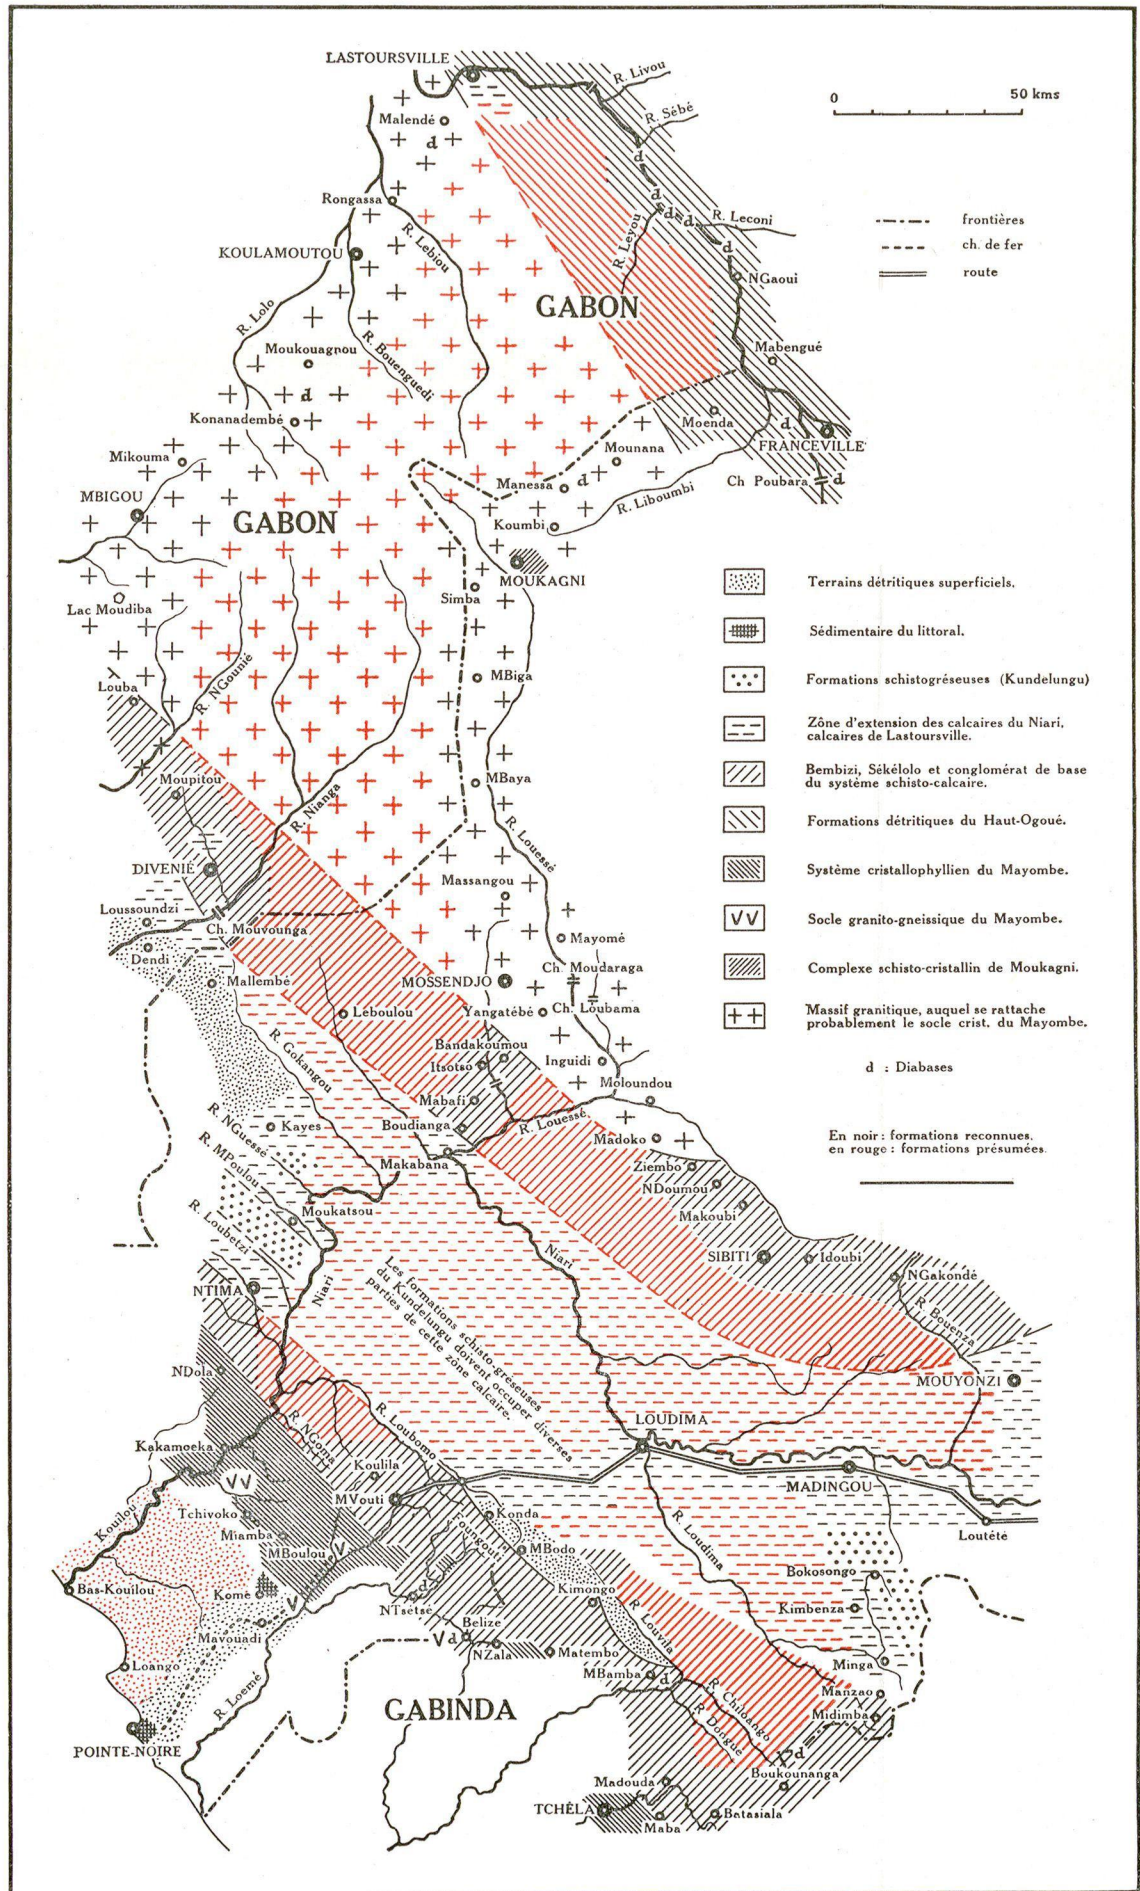 LASTOURSVILLE
R. Livou
0 50 kms
R. Sébé
Malendé
d
d
Rongassa
d
R. Leconi
frontières
R. Lebiou
R. Leyou
d
d
d
ch. de fer
KOULAMOUTOU
NGaoui
route
GABON
R. Lolo
R. Bouenguedi
Moukouagnou
Mabengué
d
Konanadembé
Moenda
d
FRANCEVILLE
Mounana
Mikouma
Manessa
d
Ch Poubara
d
MBIGOU
R. Liboumbi
GABON
Koumbi
MOUKAGNI
Simba
Terrains détritiques superficiels.
Lac Moudiba
Sédimentaire du littoral.
MBiga
Formations schistogréseuses (Kundelungu)
Louba
R. NGounié
Zône d'extension des calcaires du Niari,
calcaires de Lastoursville.
Moupitou
MBaya
Bembizi, Sékélolo et conglomérat de base
du système schisto-calcaire.
R. Nianga
R. Louessé
Formations détritiques du Haut-Ogoué.
DIVENIÉ
Massangou
Système cristallophyllien du Mayombe.
Loussoundzi
Ch. Mouvounga
VV
Socle granito-gneissique du Mayombe.
Dendi
Mayomé
Mallembé
Ch. Moudaraga
Complexe schisto-cristallin de Moukagni.
MOSSENDJO
Léboulou
Yangatébé
Ch. Loubama
++
Massif granitique, auquel se rattache
probablement le socle crist. du Mayombe.
R. Gokangou
Bandakoumou
Itsotso
Inguidi
d : Diabases
Moloundou
Mabafi
R. NGuessé
Kayes
Boudianga
R. Louessé
Madoko
En noir : formations reconnues,
en rouge : formations présumées.
R. MPoulou
Makabana
Ziembo
NDoumou
Moukatsou
Makoubi
R. Loubetzi
Niari
SIBITI
Idoubi
NTIMA
Niari
NGakondé
Les formations schisto-gréseuses
du Kundelungu doivent occuper diverses
parties de cette zône calcaire.
R. Bouenza
NDola
MOUYONZI
R. NGoma
R. Loubomo
LOUDIMA
Kakamoeka
Koulila
VV
MADINGOU
Kouilo
MVouti
Tchivoko
Konda
R. Loudima
Loutété
Miamba
MBoulou
V
MBodo
Bas-Kouilou
Komé
V
d
Kimongo
Bokosongo
NTsétsé
Kimbenza
Mavouadi
Belize
V
d
R. Louvila
NZala
Matembo
Loango
MBamba
d
Minga
R. Loemé
GABINDA
R. Chiloango
Manzao
R. Dongue
Midimba
POINTE-NOIRE
V
d
Boukounanga
Madouda
TCHÉLA
Maba
Batasiala